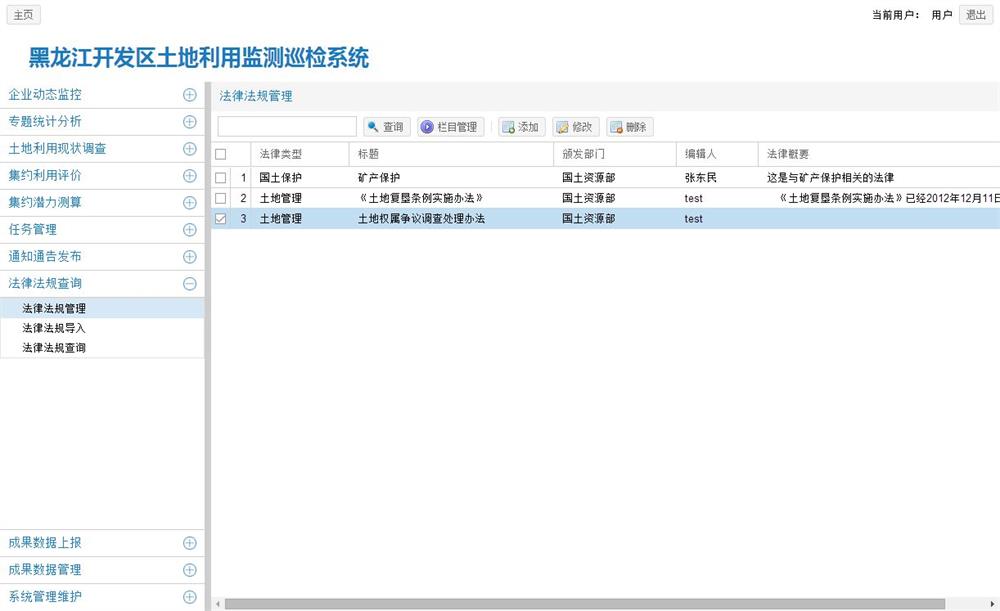 主页 当前用户： 用户 退出
黑龙江开发区土地利用监测巡检系统
企业动态监控
专题统计分析
土地利用现状调查
集约利用评价
集约潜力测算
任务管理
通知通告发布
法律法规查询
法律法规管理
法律法规导入
法律法规查询
成果数据上报
成果数据管理
系统管理维护
法律法规管理
查询 栏目管理 添加 修改 删除
法律类型 标题 颁发部门 编辑人 法律概要
1 国土保护 矿产保护 国土资源部 张东民 这是与矿产保护相关的法律
2 土地管理 《土地复垦条例实施办法》 国土资源部 test 《土地复垦条例实施办法》已经2012年12月11日
3 土地管理 土地权属争议调查处理办法 国土资源部 test